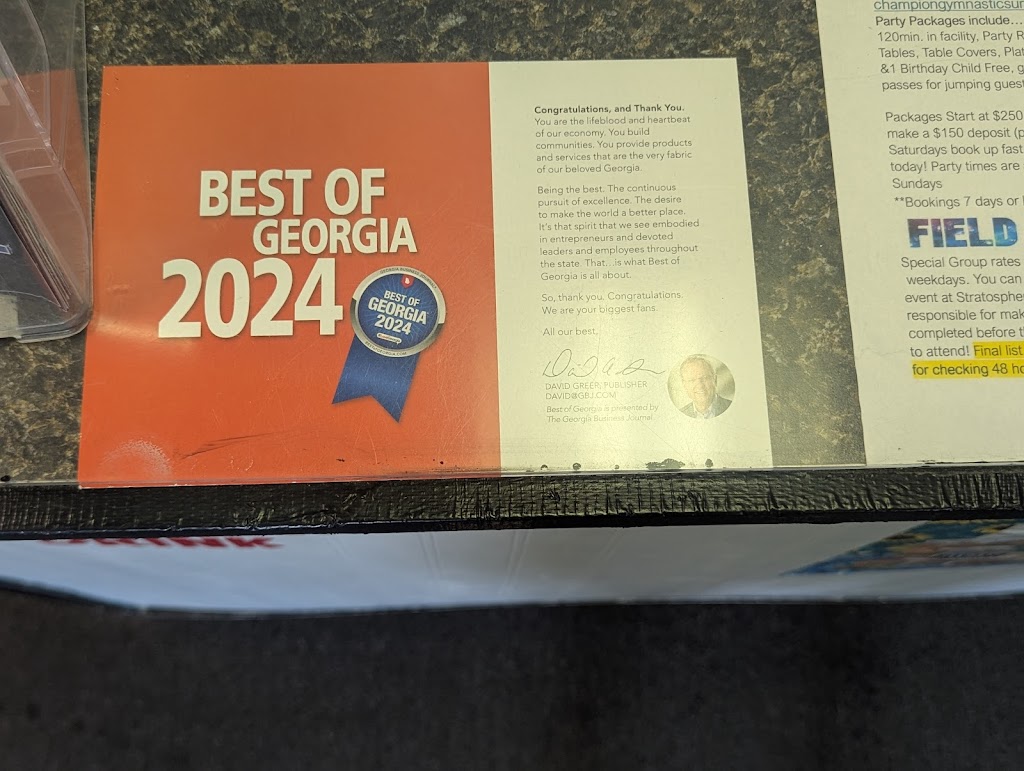 BEST OF
GEORGIA
2024
BEST OF
GEORGIA
2024
Congratulations, and Thank You.
You are the lifeblood and heartbeat
of our economy. You build
communities. You provide products
and services that are the very fabric
of our beloved Georgia.
Being the best. The continuous
pursuit of excellence. The desire
to make the world a better place.
It's that spirit that we see embodied
in entrepreneurs and devoted
leaders and employees throughout
the state. That...is what Best of
Georgia is all about.
So, thank you. Congratulations.
We are your biggest fans.
All our best,
DAVID GREER, PUBLISHER
DAVID@GBJ.COM
Best of Georgia is presented by
The Georgia Business Journal.
championgymnasticsur
Party Packages include...
120min. in facility, Party R
Tables, Table Covers, Pla
&1 Birthday Child Free, g
passes for jumping guest
Packages Start at $250
make a $150 deposit (p
Saturdays book up fast
today! Party times are
Sundays
**Bookings 7 days or
FIELD
Special Group rates
weekdays. You can
event at Stratosphe
responsible for mak
completed before t
to attend! Final list
for checking 48 ho